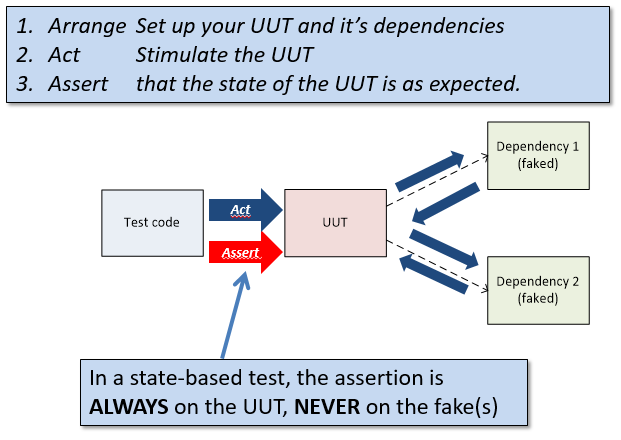 1. Arrange Set up your UUT and it's dependencies
2. Act Stimulate the UUT
3. Assert that the state of the UUT is as expected.
Dependency 1
(faked)
Test code
Act
UUT
Assert
Dependency 2
(faked)
In a state-based test, the assertion is
ALWAYS on the UUT, NEVER on the fake(s)